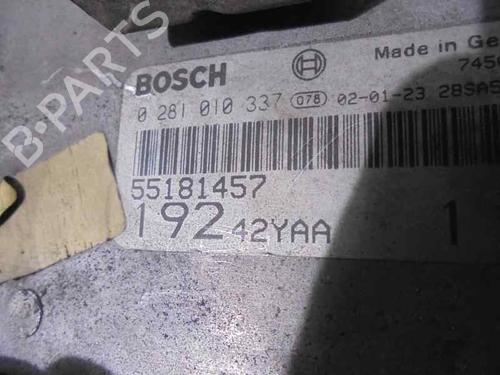 B-PARTS
BOSCH
Made in Ge
0 281 010 337 078 02-01-23 28SA5
55181457
192 42YAA 1